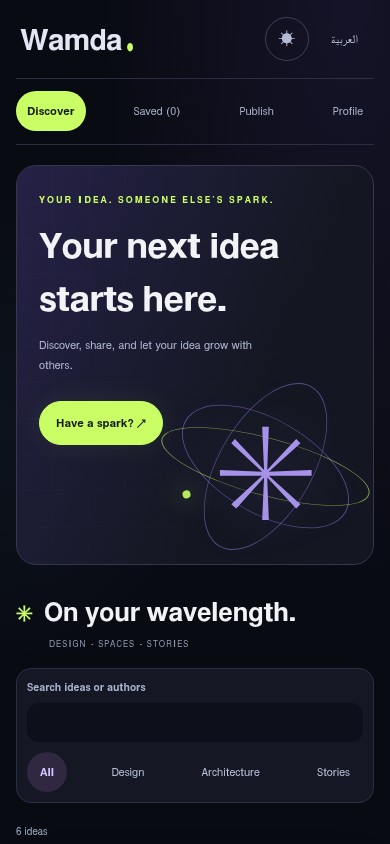 Wamda.
العربية
Discover
Saved (0)
Publish
Profile
YOUR IDEA. SOMEONE ELSE'S SPARK.
Your next idea
starts here.
Discover, share, and let your idea grow with
others.
Have a spark? ↗
On your wavelength.
DESIGN - SPACES - STORIES
Search ideas or authors
All
Design
Architecture
Stories
6 ideas